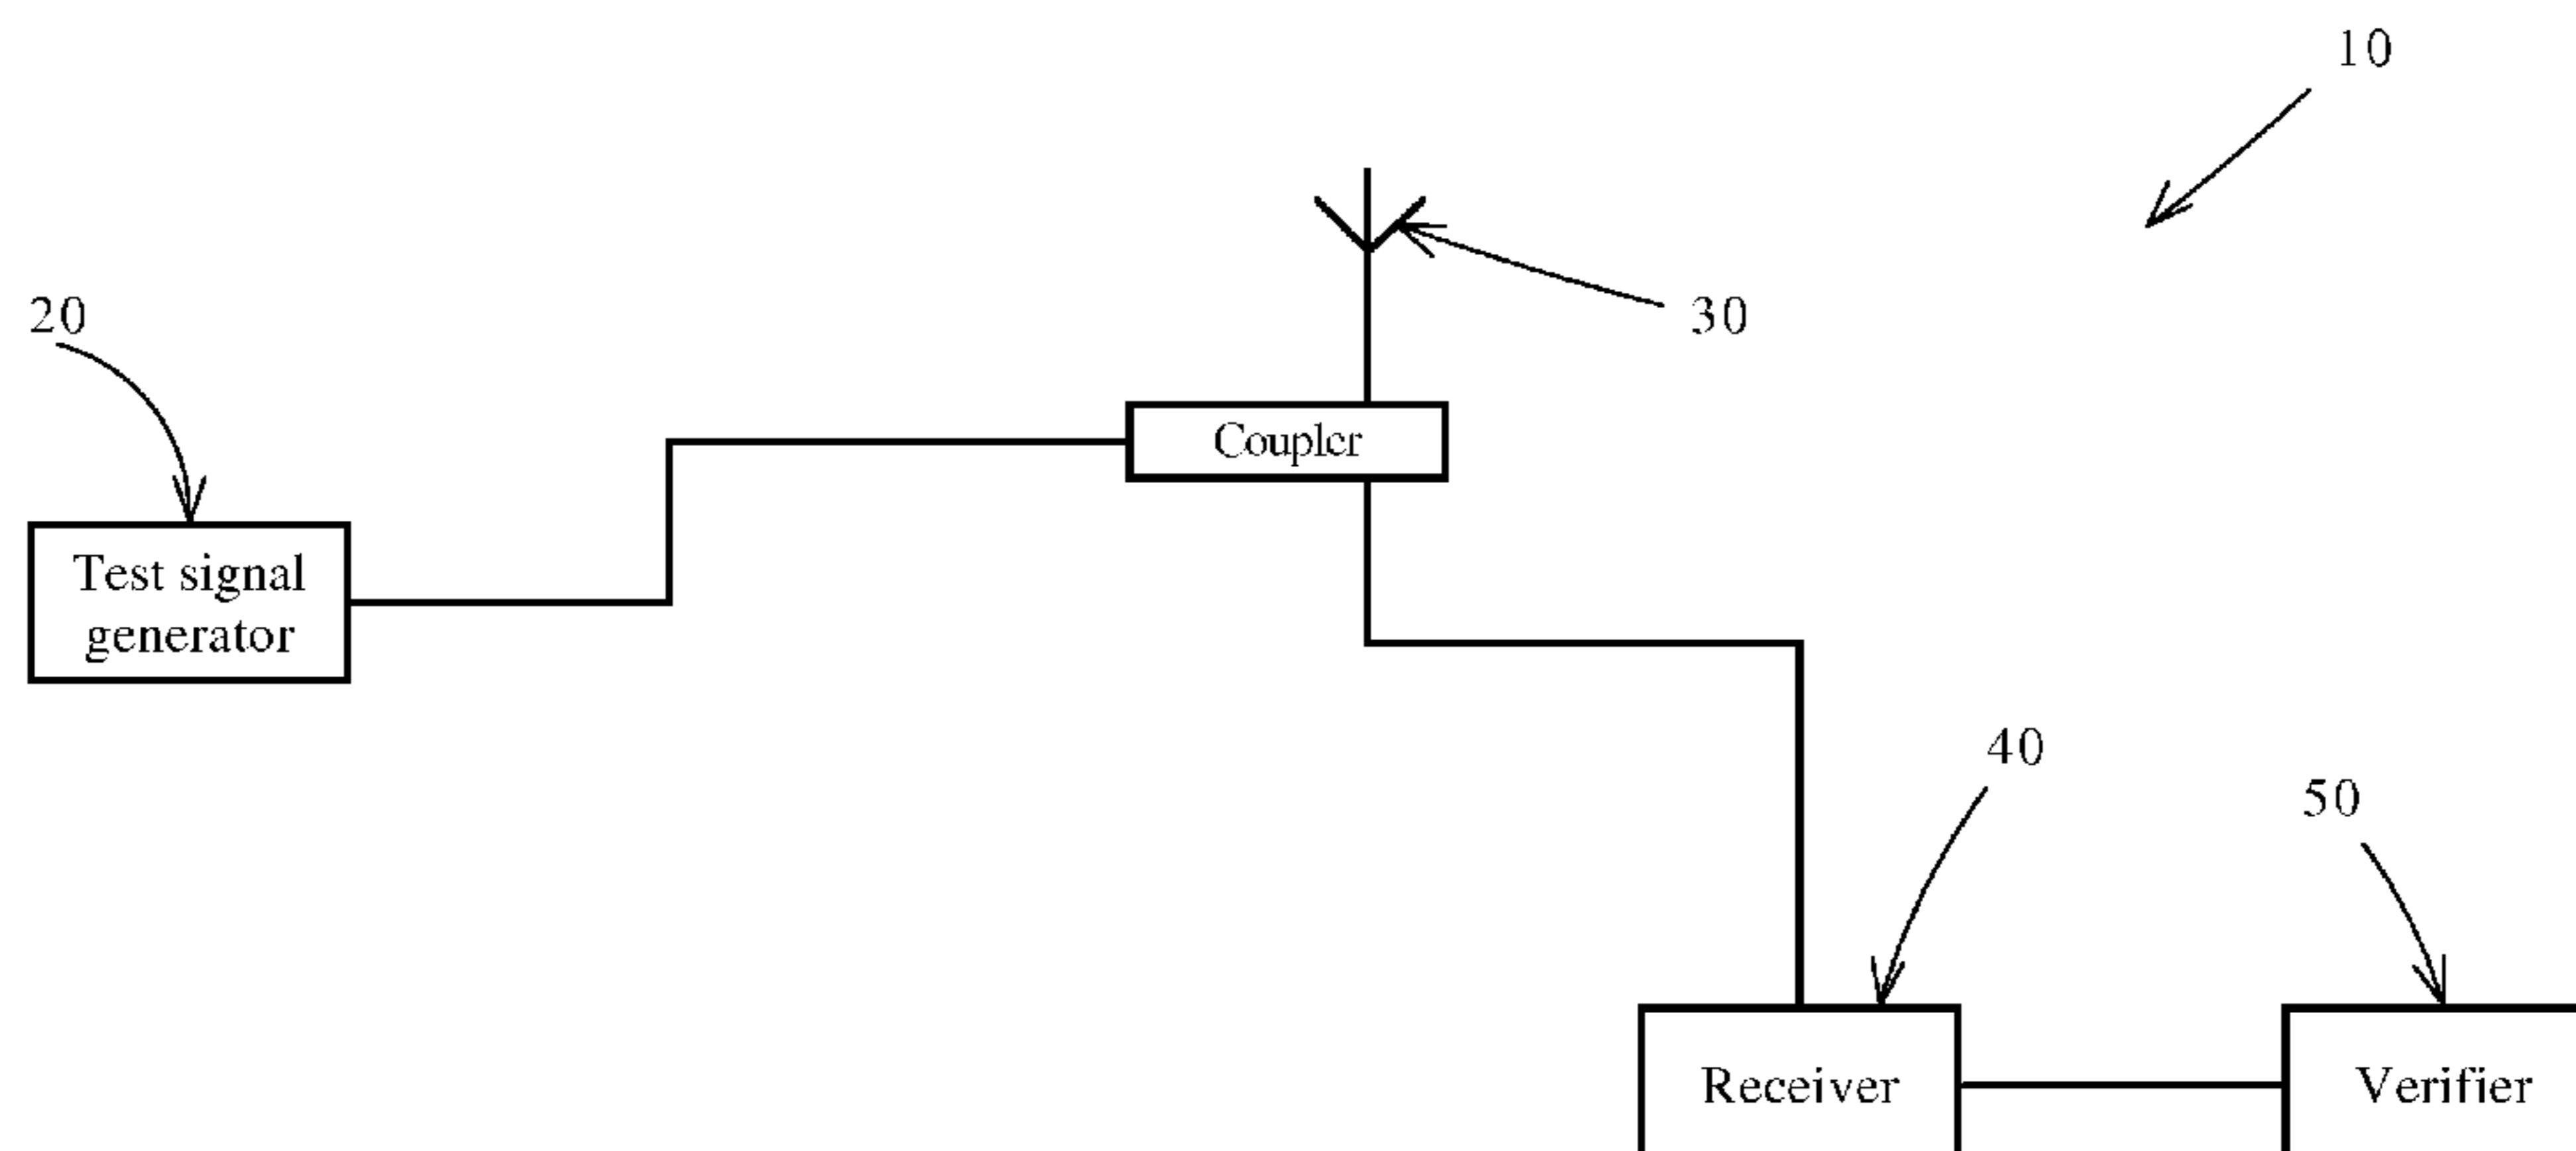 10
20
30
Coupler
Test signal
generator
40
50
Receiver
Verifier